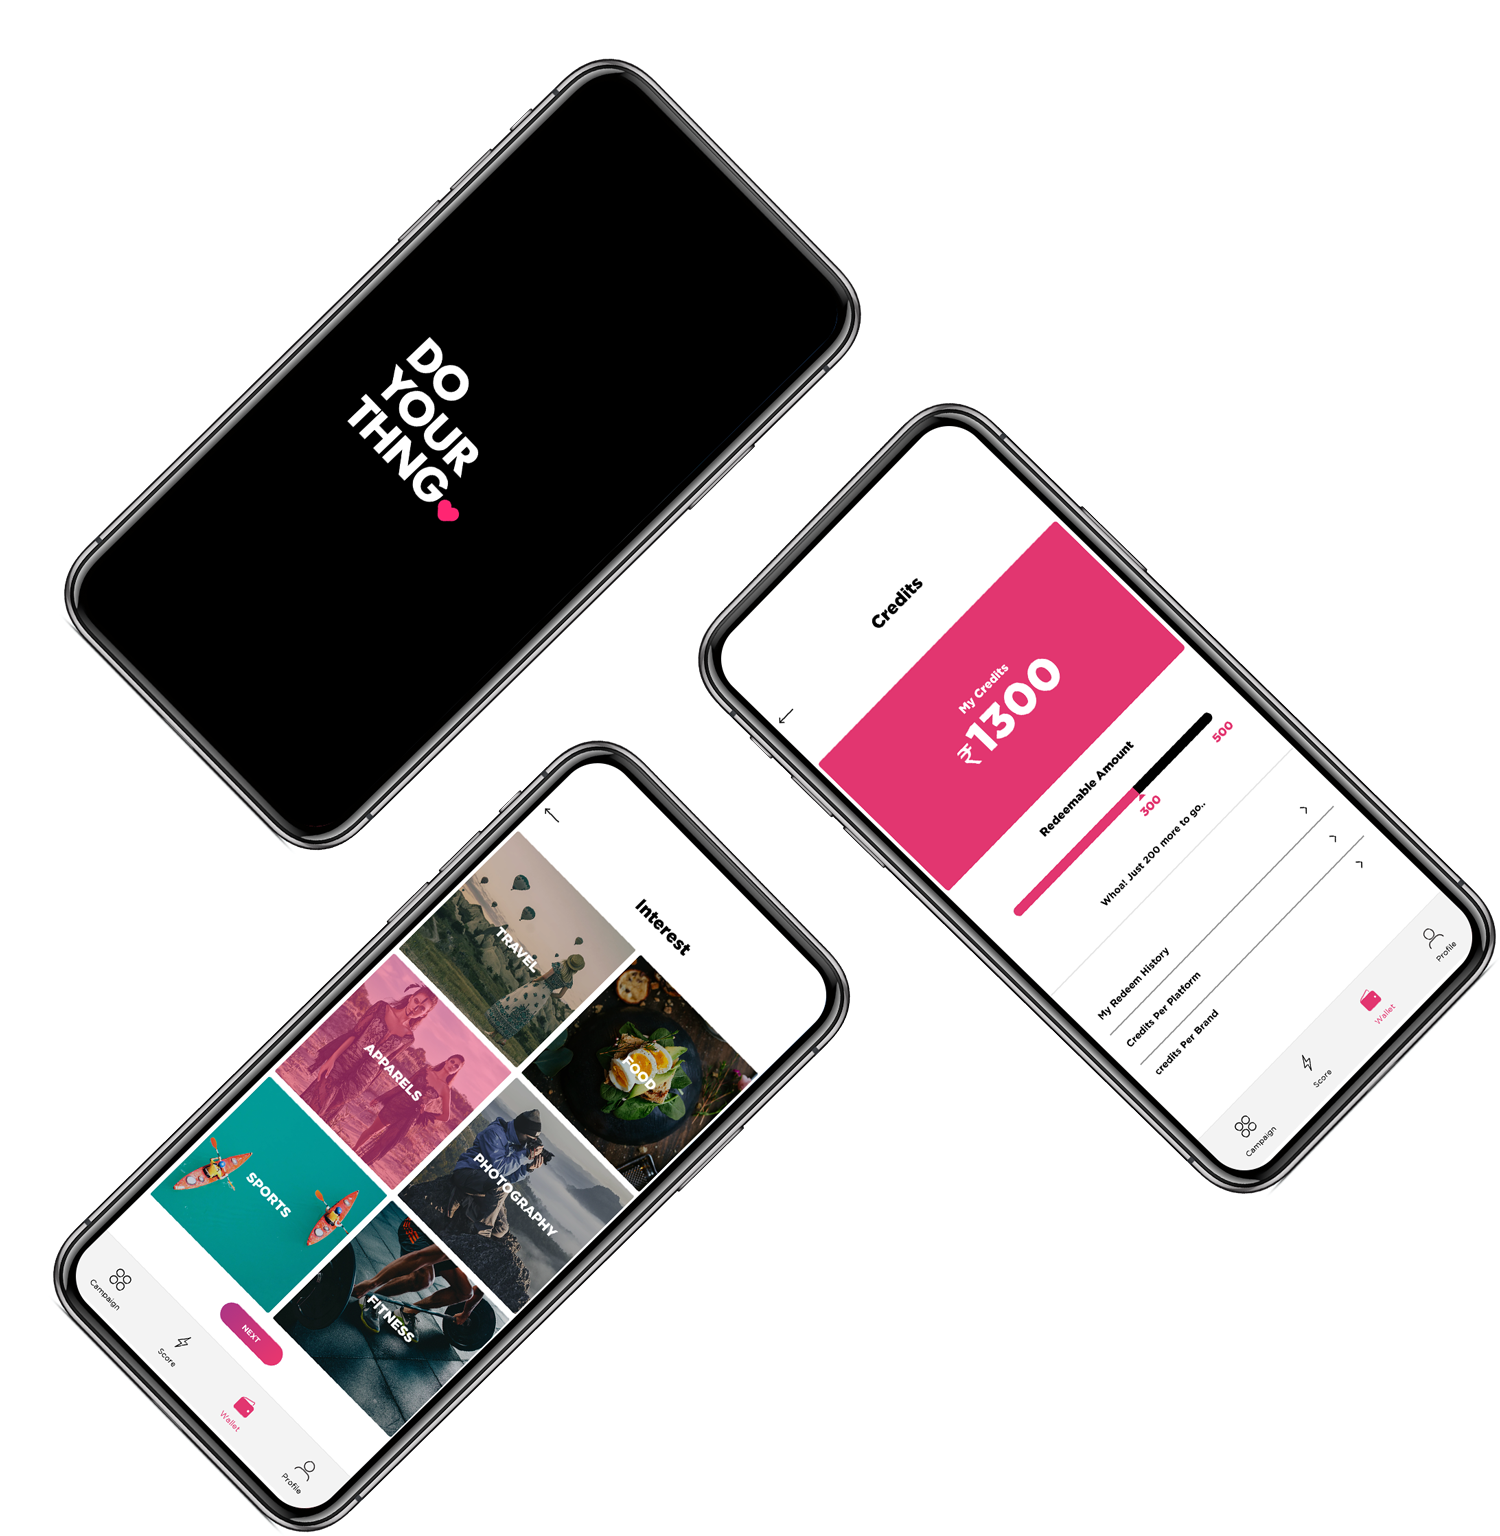 DO
YOUR
THNG
Credits
My Credits
₹1300
Redeemable Amount
300
500
Whoa! Just 200 more to go..
My Redeem History
Credits Per Platform
credits Per Brand
Campaign
Score
Wallet
Profile
Interest
TRAVEL
FOOD
APPARELS
PHOTOGRAPHY
SPORTS
FITNESS
NEXT
Campaign
Score
Wallet
Profile